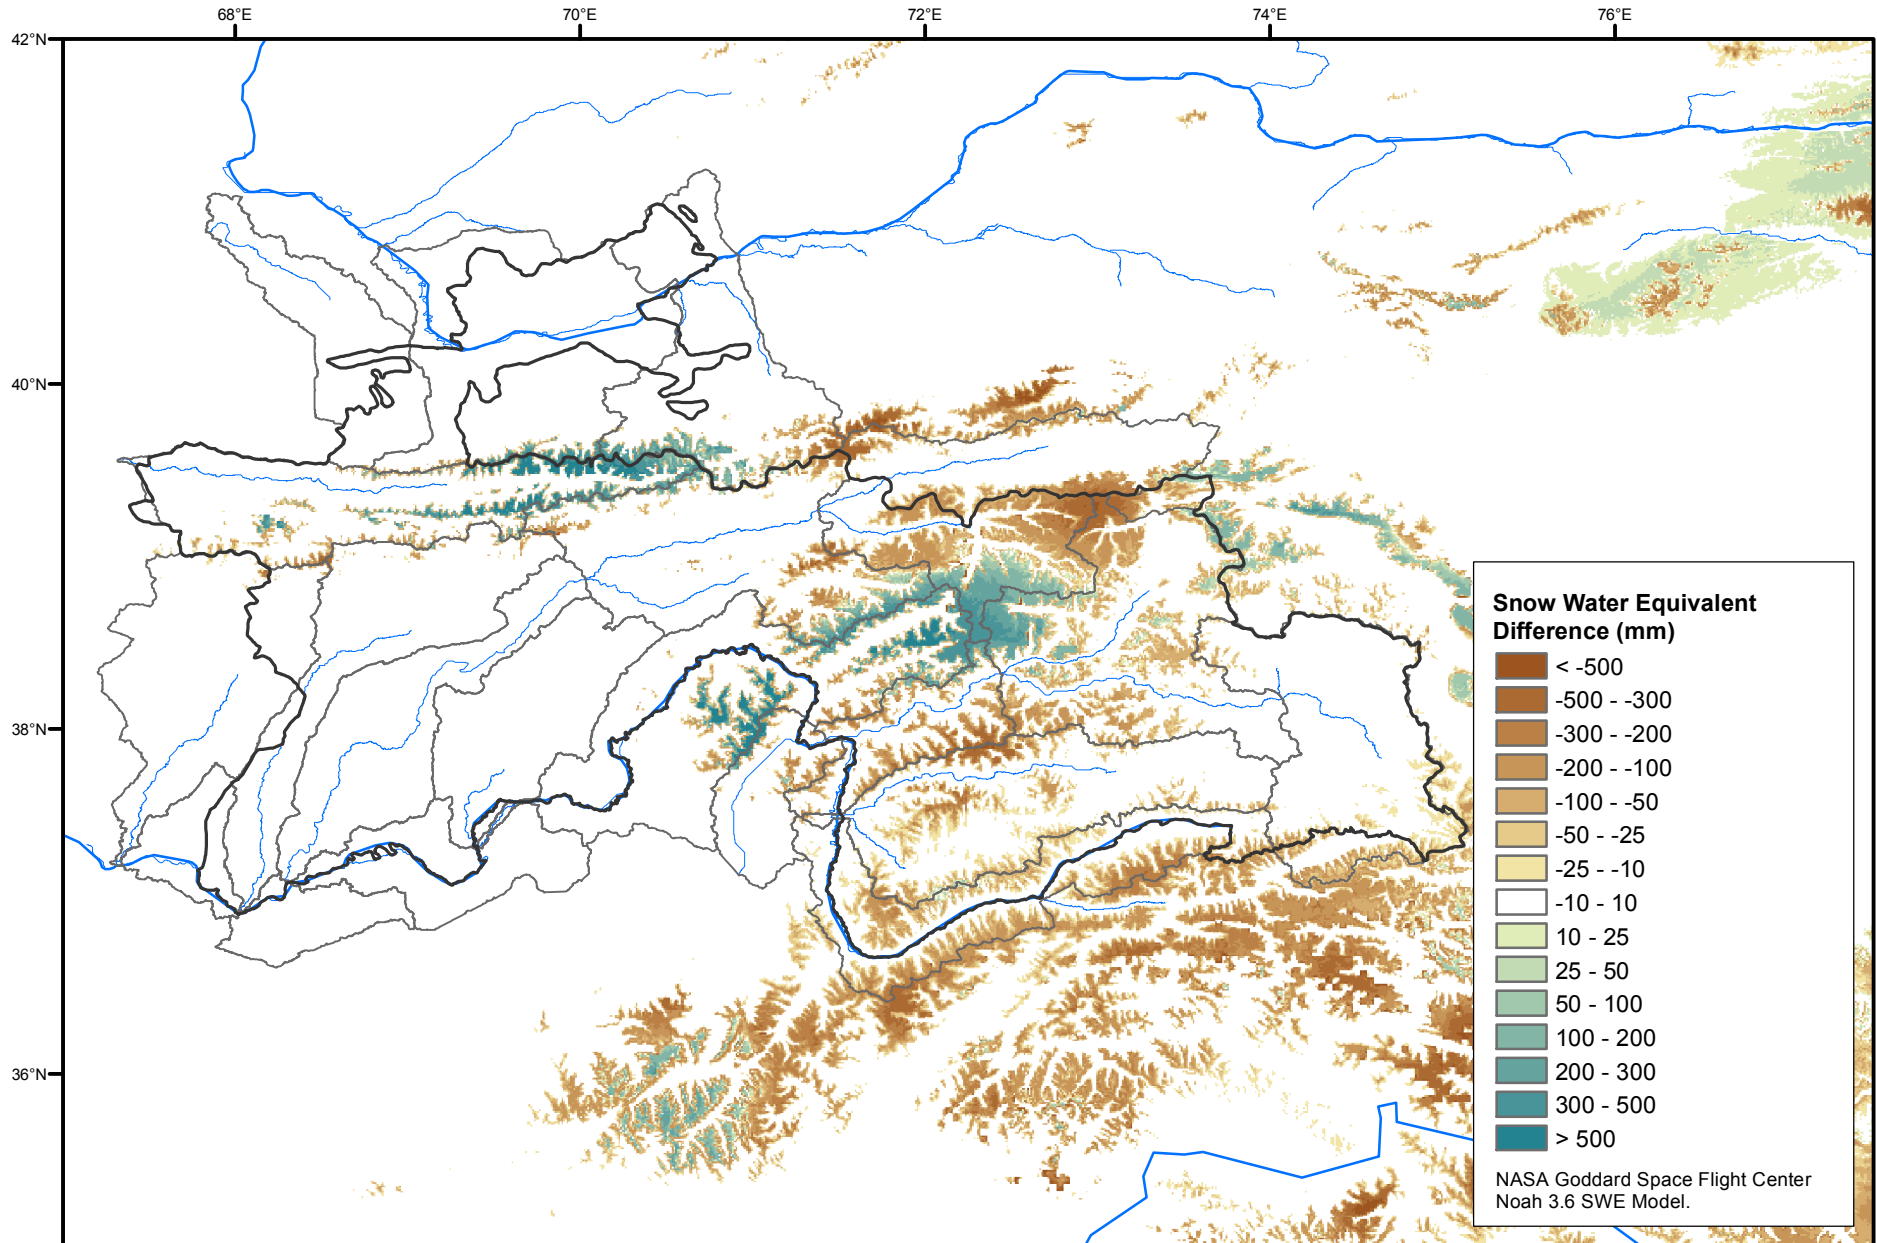 68°E
70°E
72°E
74°E
76°E
42°N
40°N
38°N
36°N
Snow Water Equivalent
Difference (mm)
< -500
-500 - -300
-300 - -200
-200 - -100
-100 - -50
-50 - -25
-25 - -10
-10 - 10
10 - 25
25 - 50
50 - 100
100 - 200
200 - 300
300 - 500
> 500
NASA Goddard Space Flight Center
Noah 3.6 SWE Model.